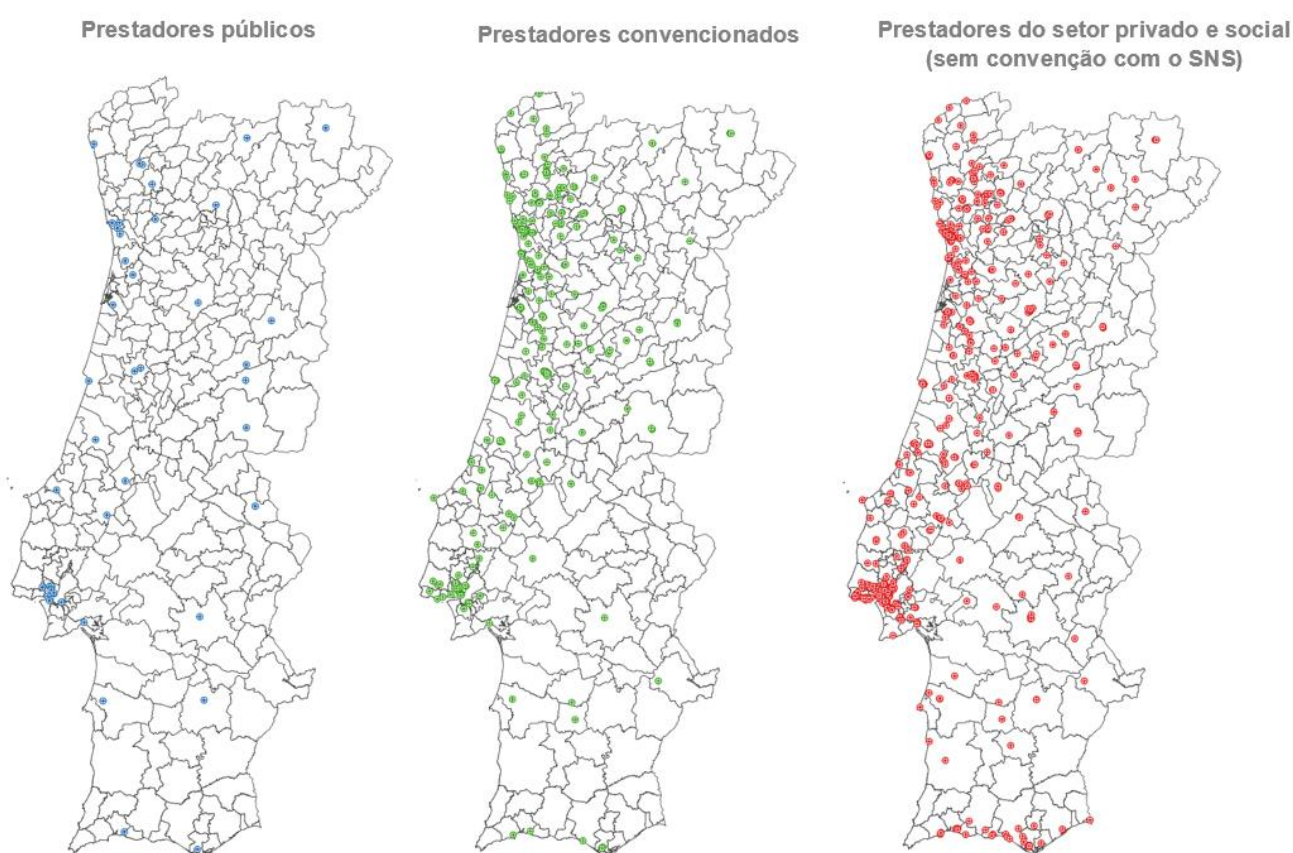 Prestadores públicos
Prestadores convencionados
Prestadores do setor privado e social
(sem convenção com o SNS)